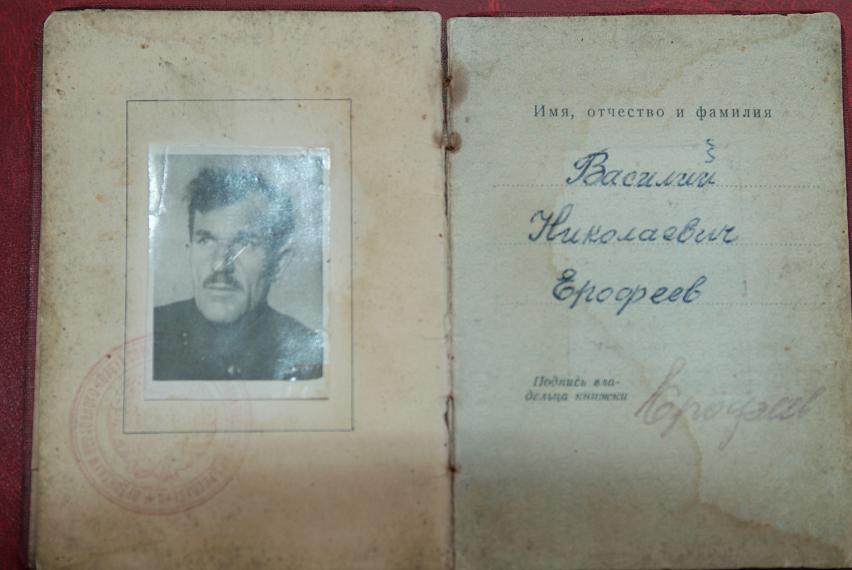 Имя, отчество и фамилия
Василий
Николаевич
Ерофеев
Подпись вла-
дельца книжки
Ерофеев